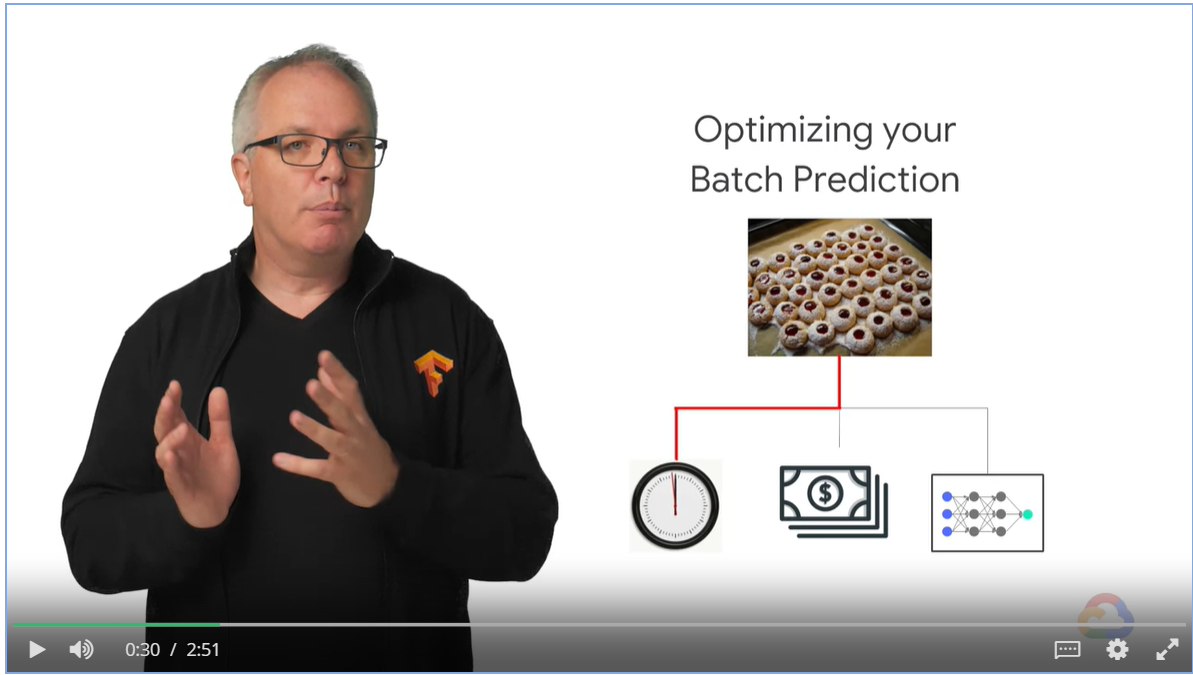 Optimizing your
Batch Prediction
$
0:30 / 2:51